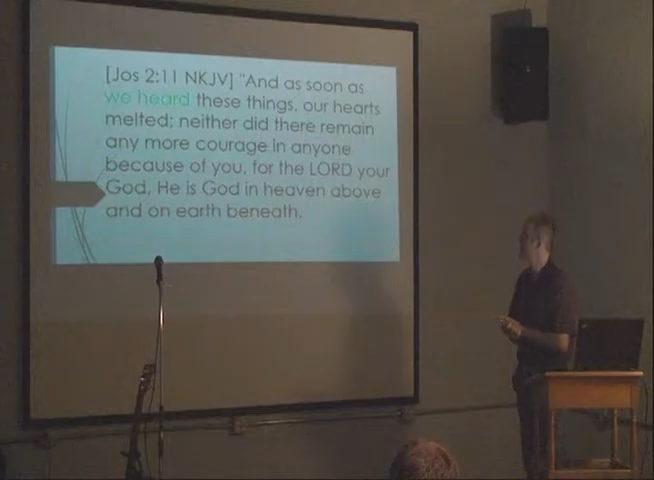 [Jos 2:11 NKJV] "And as soon as
we heard these things, our hearts
melted; neither did there remain
any more courage in anyone
because of you, for the LORD your
God, He is God in heaven above
and on earth beneath.